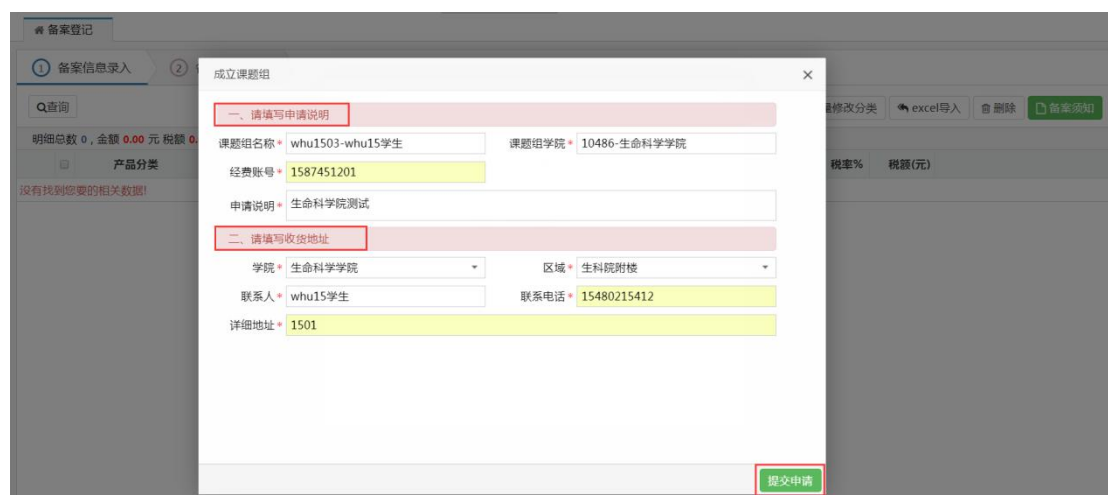 备案登记
1 备案信息录入 2
成立课题组 ×
查询
修改分类 excel导入 删除 备案须知
一、请填写申请说明
明细总数 0 , 金额 0.00 元 税额 0.
课题组名称* whu1503-whu15学生 课题组学院* 10486-生命科学学院
产品分类 税率% 税额(元)
经费账号* 1587451201
没有找到您要的相关数据!
申请说明* 生命科学院测试
二、请填写收货地址
学院* 生命科学学院 区域* 生科院附楼
联系人* whu15学生 联系电话* 15480215412
详细地址* 1501
提交申请